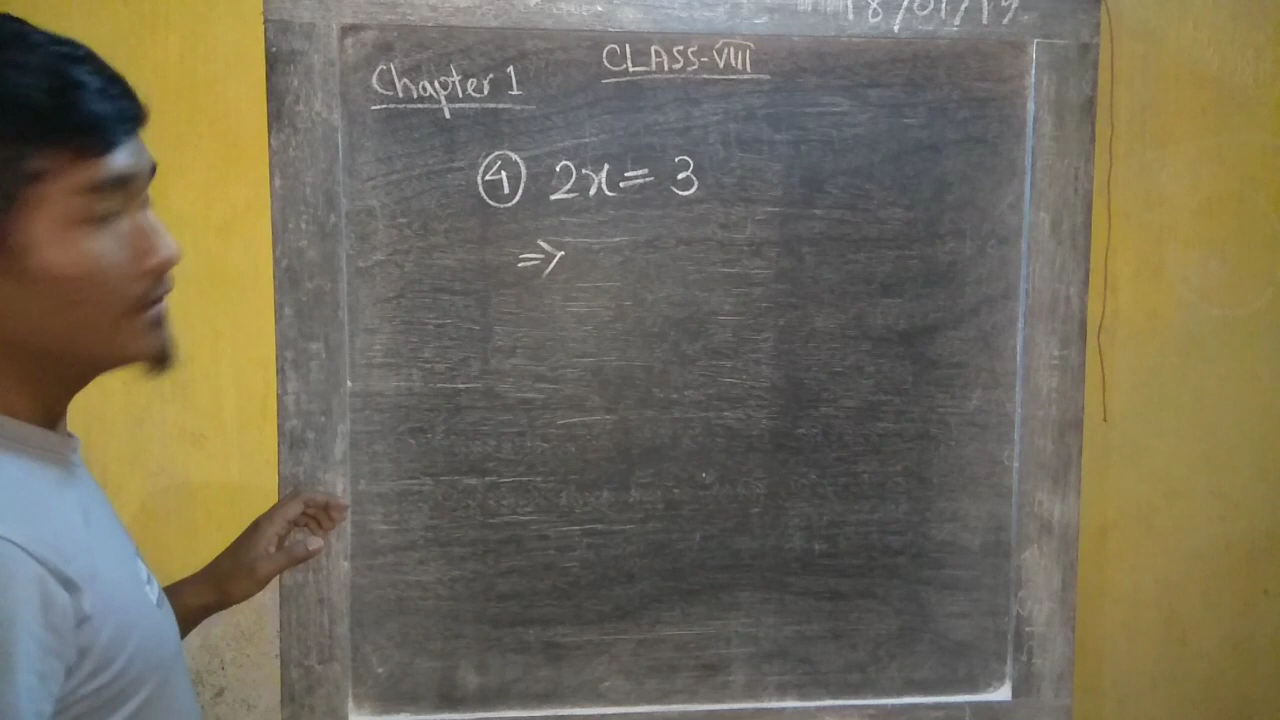 18/01/19
CLASS-VIII
Chapter 1
④ 2x = 3
=>